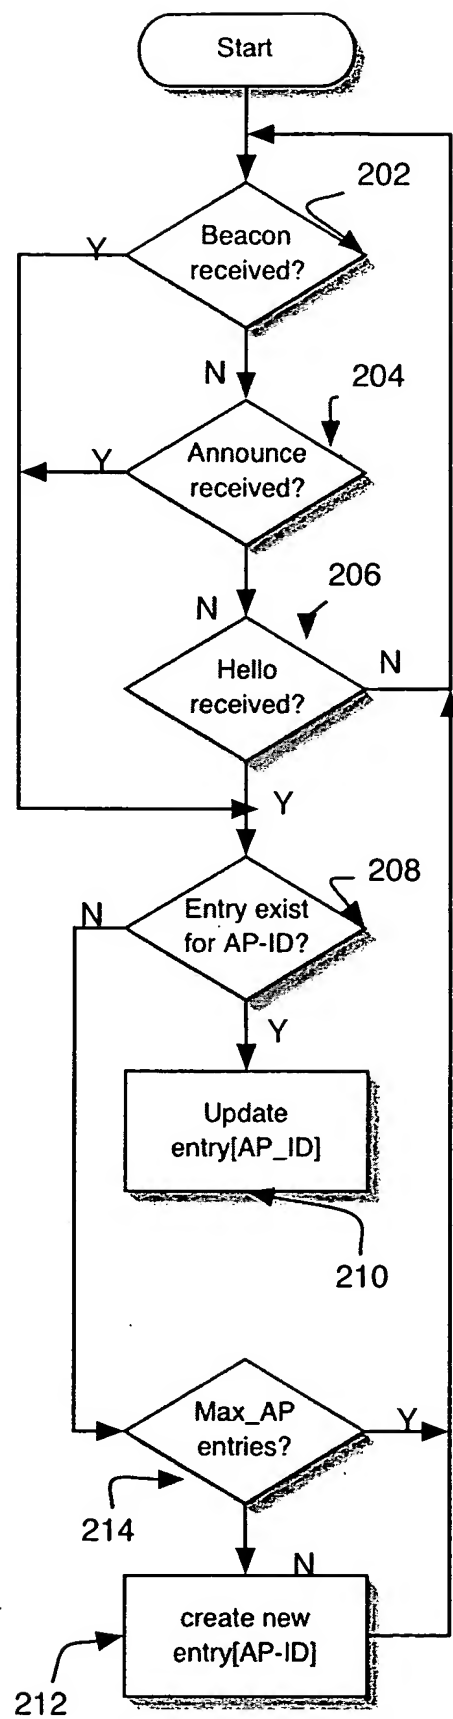 Start
202
Beacon
received?
Y
N
204
Announce
received?
Y
206
N
Hello
received?
N
Y
208
Entry exist
for AP-ID?
N
Y
Update
entry[AP_ID]
210
Max_AP
entries?
Y
214
N
create new
entry[AP-ID]
212